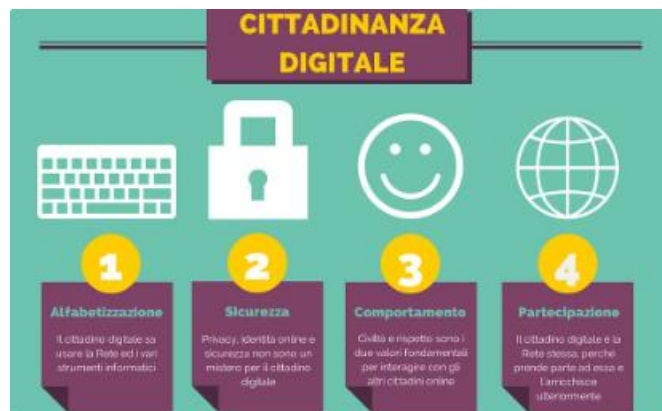 CITTADINANZA
DIGITALE
1
Alfabetizzazione
Il cittadino digitale sa
usare la Rete ed i vari
strumenti informatici
2
Sicurezza
Privacy, identità online e
sicurezza non sono un
mistero per il cittadino
digitale
3
Comportamento
Civiltà e rispetto sono i
due valori fondamentali
per interagire con gli
altri cittadini online
4
Partecipazione
Il cittadino digitale è la
Rete stessa, perché
prende parte ad essa e
l'arricchisce
ulteriormente